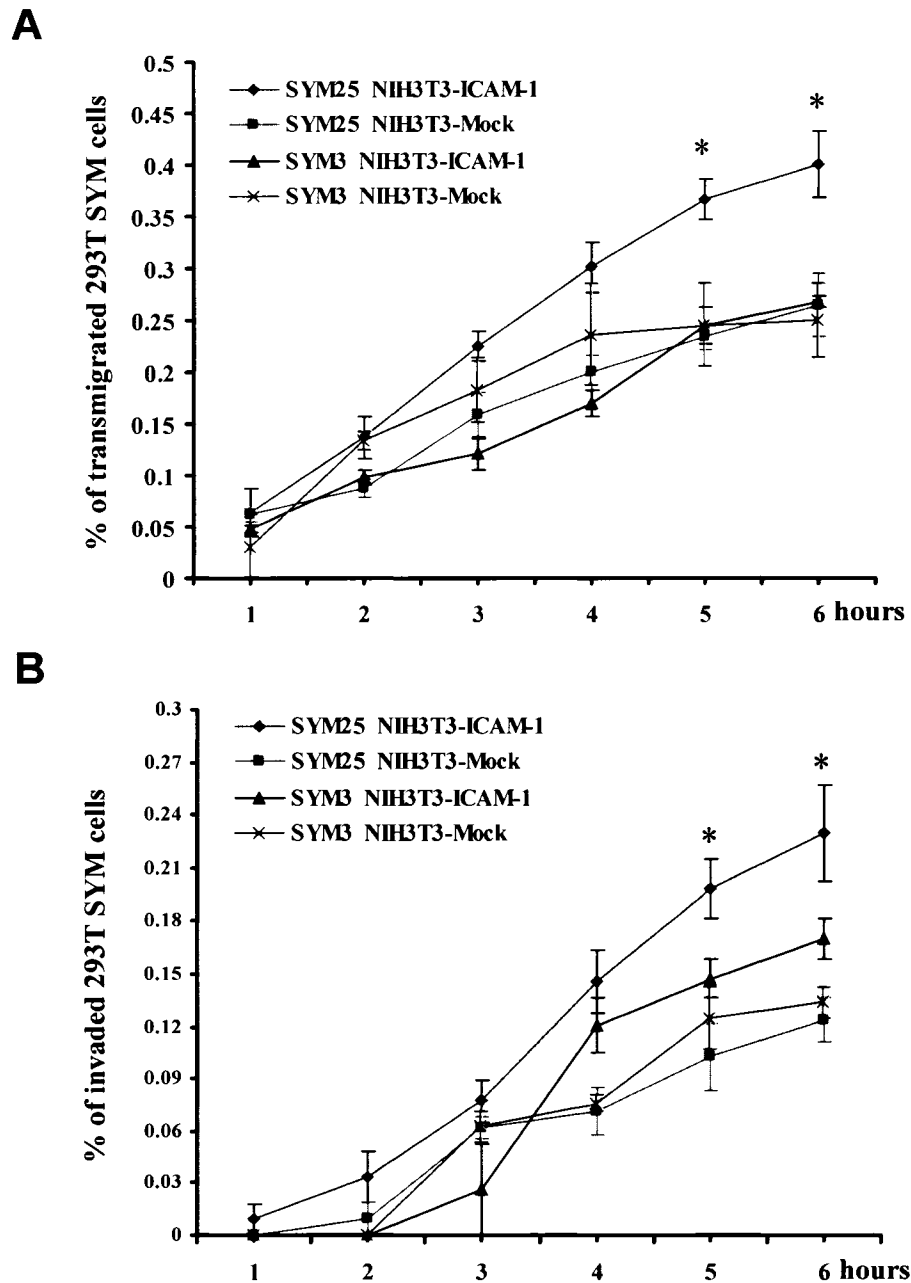 A
% of transmigrated 293T SYM cells
0.5
0.45
0.4
0.35
0.3
0.25
0.2
0.15
0.1
0.05
0
SYM25 NIH3T3-ICAM-1
SYM25 NIH3T3-Mock
SYM3 NIH3T3-ICAM-1
SYM3 NIH3T3-Mock
*
*
1 2 3 4 5 6 hours
B
% of invaded 293T SYM cells
0.3
0.27
0.24
0.21
0.18
0.15
0.12
0.09
0.06
0.03
0
SYM25 NIH3T3-ICAM-1
SYM25 NIH3T3-Mock
SYM3 NIH3T3-ICAM-1
SYM3 NIH3T3-Mock
*
*
1 2 3 4 5 6 hours